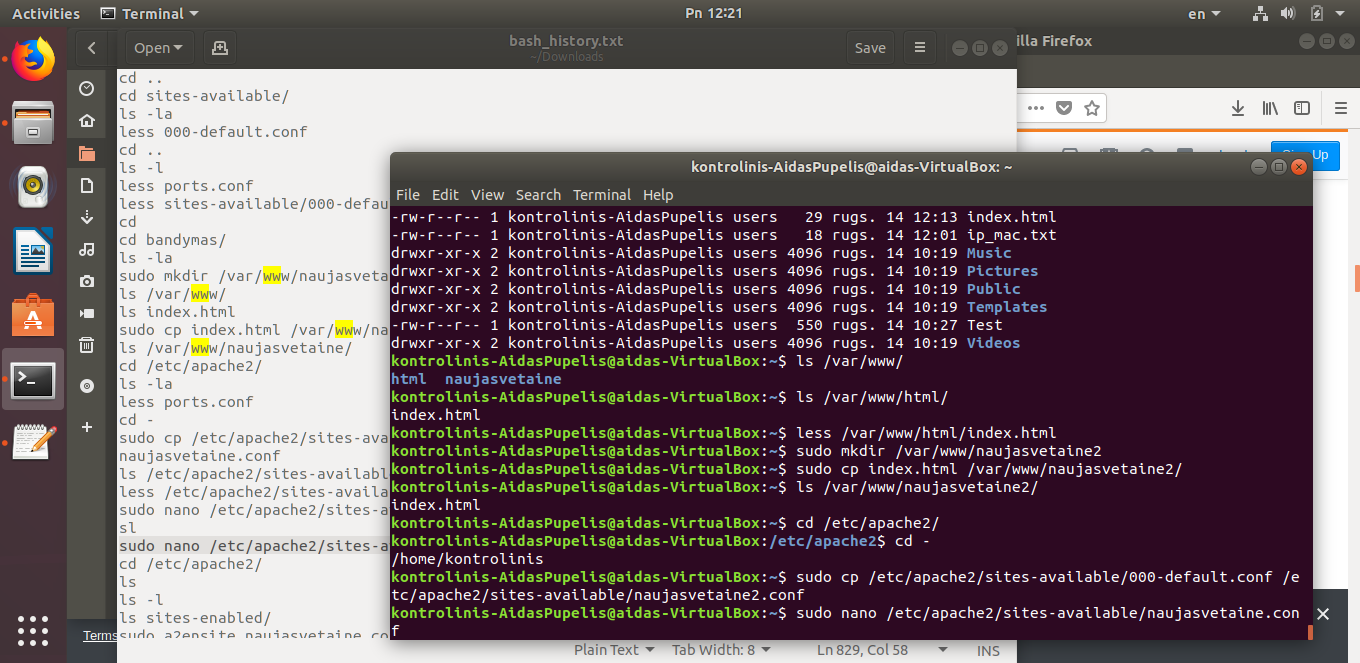 Activities Terminal Pn 12:21 en
Open bash_history.txt Save illa Firefox
~/Downloads
cd ..
cd sites-available/
ls -la
less 000-default.conf
cd ..
ls -l
less ports.conf
less sites-available/000-defau
cd
cd bandymas/
ls -la
sudo mkdir /var/www/naujasveta
ls /var/www/
ls index.html
sudo cp index.html /var/www/na
ls /var/www/naujasvetaine/
cd /etc/apache2/
ls -la
less ports.conf
cd -
sudo cp /etc/apache2/sites-ava
naujasvetaine.conf
ls /etc/apache2/sites-availabl
less /etc/apache2/sites-availa
sudo nano /etc/apache2/sites-a
sl
sudo nano /etc/apache2/sites-a
cd /etc/apache2/
ls
ls -l
ls sites-enabled/
sudo a2ensite naujasvetaine.co
Terms
Plain Text Tab Width: 8 Ln 829, Col 58 INS
Up
kontrolinis-AidasPupelis@aidas-VirtualBox: ~
File Edit View Search Terminal Help
-rw-r--r-- 1 kontrolinis-AidasPupelis users 29 rugs. 14 12:13 index.html
-rw-r--r-- 1 kontrolinis-AidasPupelis users 18 rugs. 14 12:01 ip_mac.txt
drwxr-xr-x 2 kontrolinis-AidasPupelis users 4096 rugs. 14 10:19 Music
drwxr-xr-x 2 kontrolinis-AidasPupelis users 4096 rugs. 14 10:19 Pictures
drwxr-xr-x 2 kontrolinis-AidasPupelis users 4096 rugs. 14 10:19 Public
drwxr-xr-x 2 kontrolinis-AidasPupelis users 4096 rugs. 14 10:19 Templates
-rw-r--r-- 1 kontrolinis-AidasPupelis users 550 rugs. 14 10:27 Test
drwxr-xr-x 2 kontrolinis-AidasPupelis users 4096 rugs. 14 10:19 Videos
kontrolinis-AidasPupelis@aidas-VirtualBox:~$ ls /var/www/
html naujasvetaine
kontrolinis-AidasPupelis@aidas-VirtualBox:~$ ls /var/www/html/
index.html
kontrolinis-AidasPupelis@aidas-VirtualBox:~$ less /var/www/html/index.html
kontrolinis-AidasPupelis@aidas-VirtualBox:~$ sudo mkdir /var/www/naujasvetaine2
kontrolinis-AidasPupelis@aidas-VirtualBox:~$ sudo cp index.html /var/www/naujasvetaine2/
kontrolinis-AidasPupelis@aidas-VirtualBox:~$ ls /var/www/naujasvetaine2/
index.html
kontrolinis-AidasPupelis@aidas-VirtualBox:~$ cd /etc/apache2/
kontrolinis-AidasPupelis@aidas-VirtualBox:/etc/apache2$ cd -
/home/kontrolinis
kontrolinis-AidasPupelis@aidas-VirtualBox:~$ sudo cp /etc/apache2/sites-available/000-default.conf /e
tc/apache2/sites-available/naujasvetaine2.conf
kontrolinis-AidasPupelis@aidas-VirtualBox:~$ sudo nano /etc/apache2/sites-available/naujasvetaine.con
f